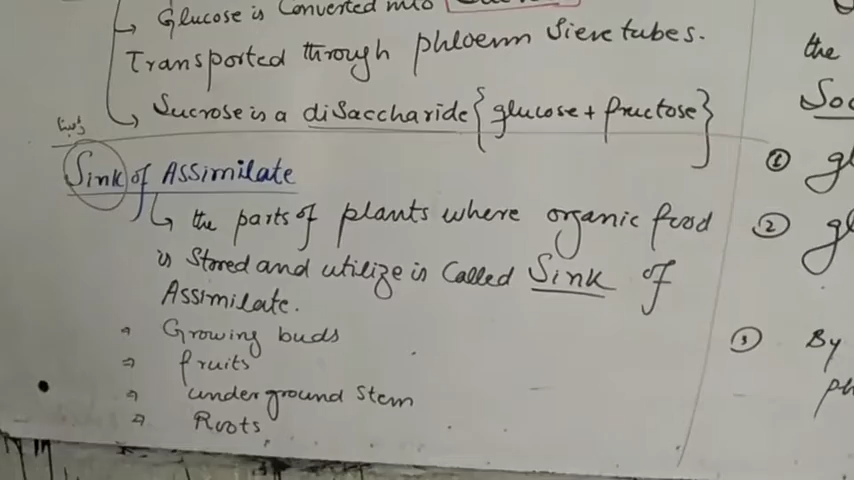 Glucose is Converted into
Transported through phloem Sieve tubes.
Sucrose is a disaccharide {glucose + fructose}
Sink of Assimilate
the parts of plants where organic food
is Stored and utilize is Called Sink of
Assimilate.
⇒ Growing buds
⇒ fruits
⇒ underground Stem
⇒ Roots
the
①
②
③ By